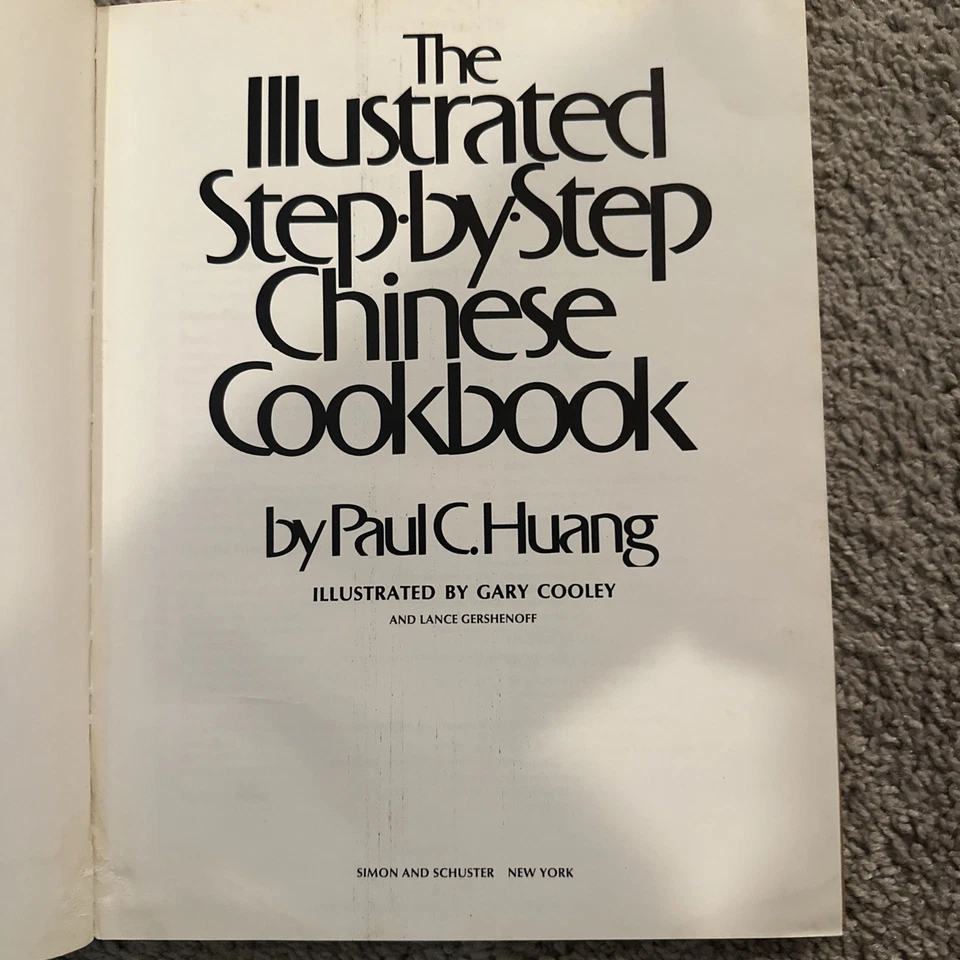 The
Illustrated
Step·by·Step
Chinese
Cookbook
by Paul C. Huang
ILLUSTRATED BY GARY COOLEY
AND LANCE GERSHENOFF
SIMON AND SCHUSTER NEW YORK